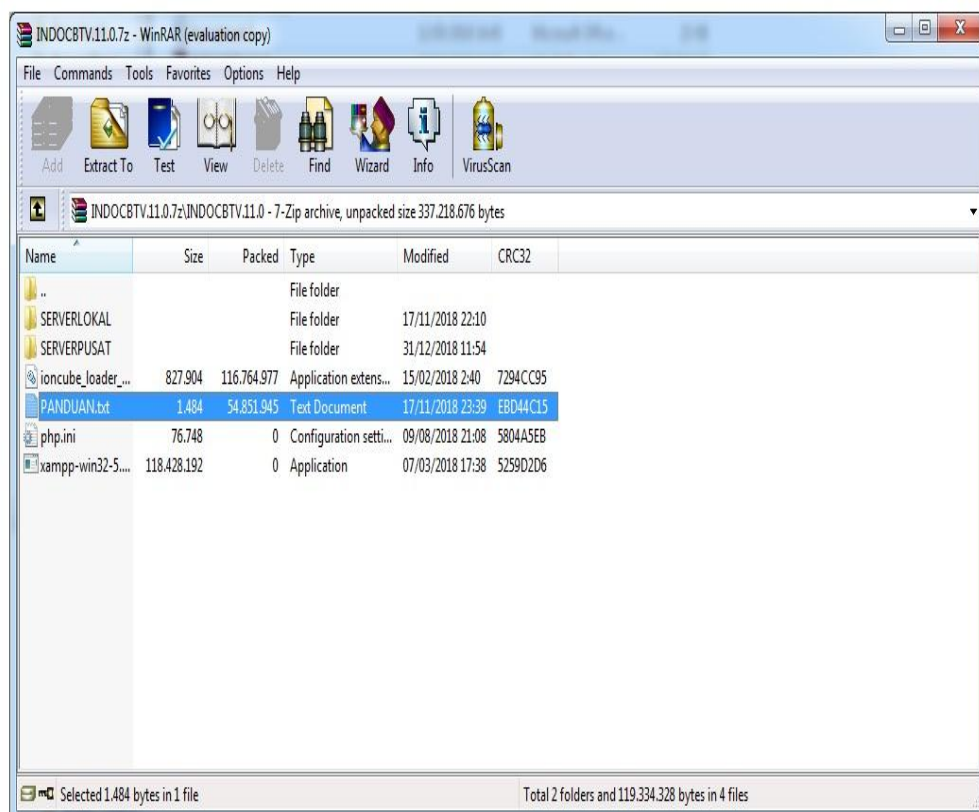 INDOCBTV.11.0.7z - WinRAR (evaluation copy)
File Commands Tools Favorites Options Help
Add Extract To Test View Delete Find Wizard Info VirusScan
INDOCBTV.11.0.7z\INDOCBTV.11.0 - 7-Zip archive, unpacked size 337.218.676 bytes
Name Size Packed Type Modified CRC32
.. File folder
SERVERLOKAL File folder 17/11/2018 22:10
SERVERPUSAT File folder 31/12/2018 11:54
ioncube_loader_... 827.904 116.764.977 Application extens... 15/02/2018 2:40 7294CC95
PANDUAN.txt 1.484 54.851.945 Text Document 17/11/2018 23:39 EBD44C15
php.ini 76.748 0 Configuration setti... 09/08/2018 21:08 5804A5EB
xampp-win32-5.... 118.428.192 0 Application 07/03/2018 17:38 5259D2D6
Selected 1.484 bytes in 1 file Total 2 folders and 119.334.328 bytes in 4 files